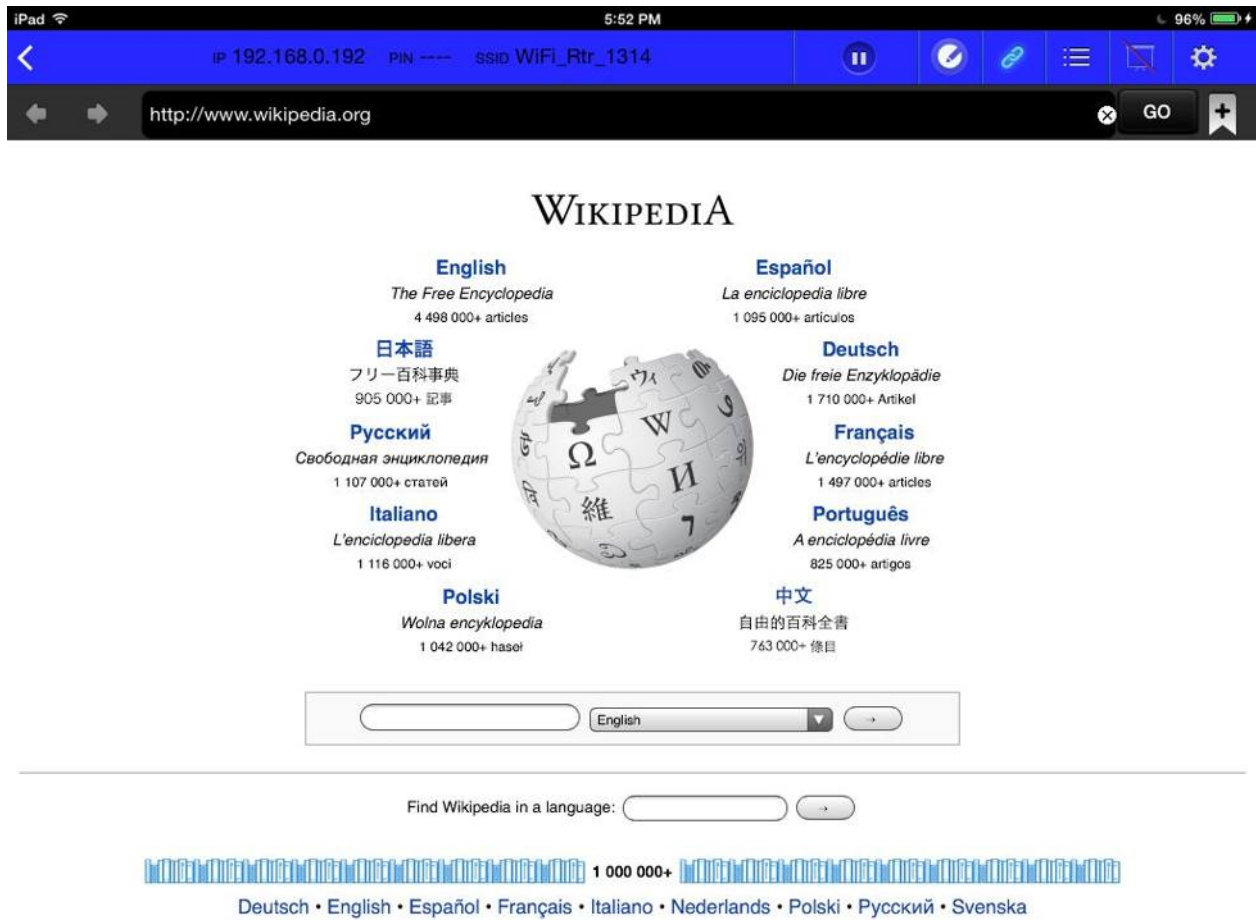 iPad 5:52 PM 96%
IP 192.168.0.192 PIN ---- SSID WiFi_Rtr_1314
http://www.wikipedia.org GO
WIKIPEDIA
English
The Free Encyclopedia
4 498 000+ articles
Español
La enciclopedia libre
1 095 000+ artículos
日本語
フリー百科事典
905 000+ 記事
Deutsch
Die freie Enzyklopädie
1 710 000+ Artikel
Русский
Свободная энциклопедия
1 107 000+ статей
Français
L'encyclopédie libre
1 497 000+ articles
Italiano
L'enciclopedia libera
1 116 000+ voci
Português
A enciclopédia livre
825 000+ artigos
Polski
Wolna encyklopedia
1 042 000+ haseł
中文
自由的百科全書
763 000+ 條目
Ω W И 維 ウィ 7
English →
Find Wikipedia in a language: →
1 000 000+
Deutsch • English • Español • Français • Italiano • Nederlands • Polski • Русский • Svenska